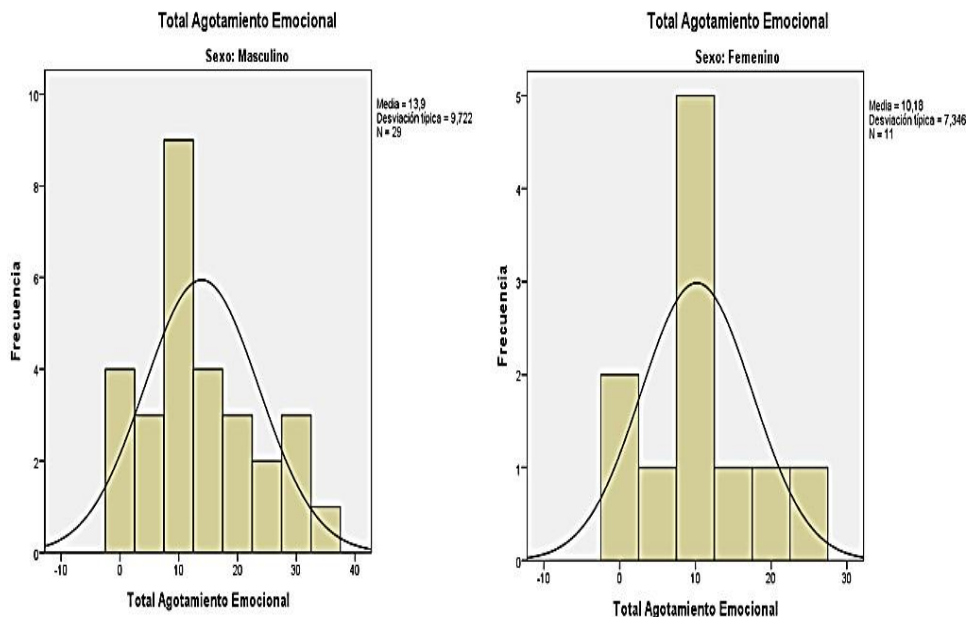 Total Agotamiento Emocional
Sexo: Masculino
Media = 13,9
Desviación típica = 9,722
N = 29
Frecuencia
10
8
6
4
2
0
-10 0 10 20 30 40
Total Agotamiento Emocional
Total Agotamiento Emocional
Sexo: Femenino
Media = 10,18
Desviación típica = 7,346
N = 11
Frecuencia
5
4
3
2
1
0
-10 0 10 20 30
Total Agotamiento Emocional